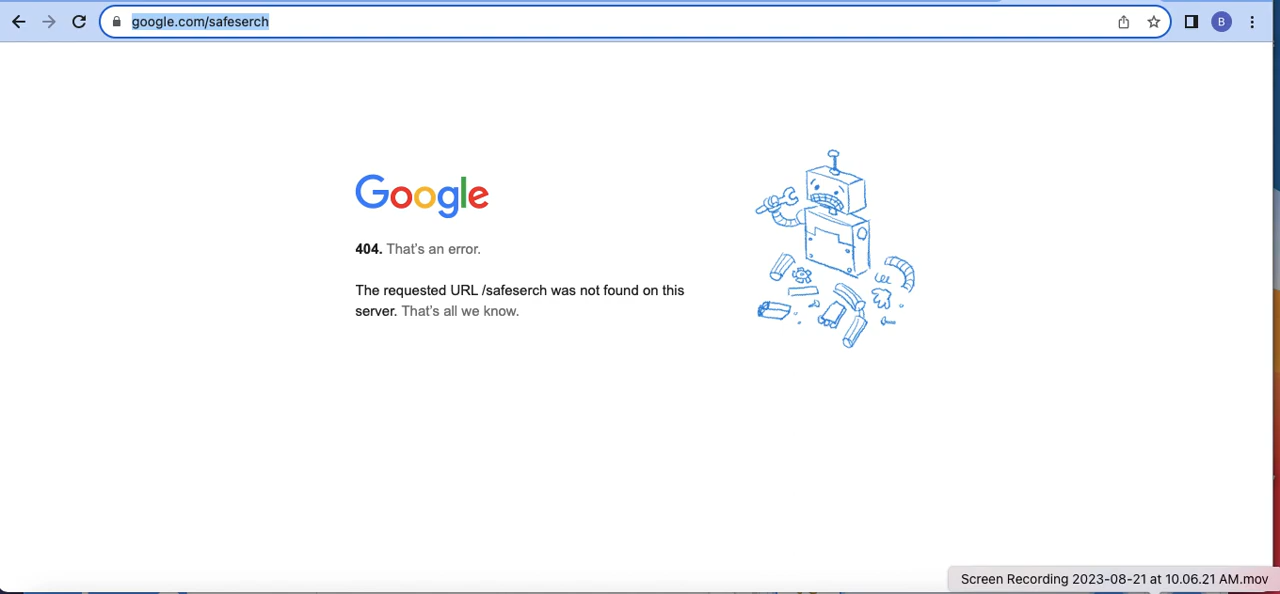 google.com/safeserch
B
Google
404. That's an error.
The requested URL /safeserch was not found on this
server. That's all we know.
Screen Recording 2023-08-21 at 10.06.21 AM.mov